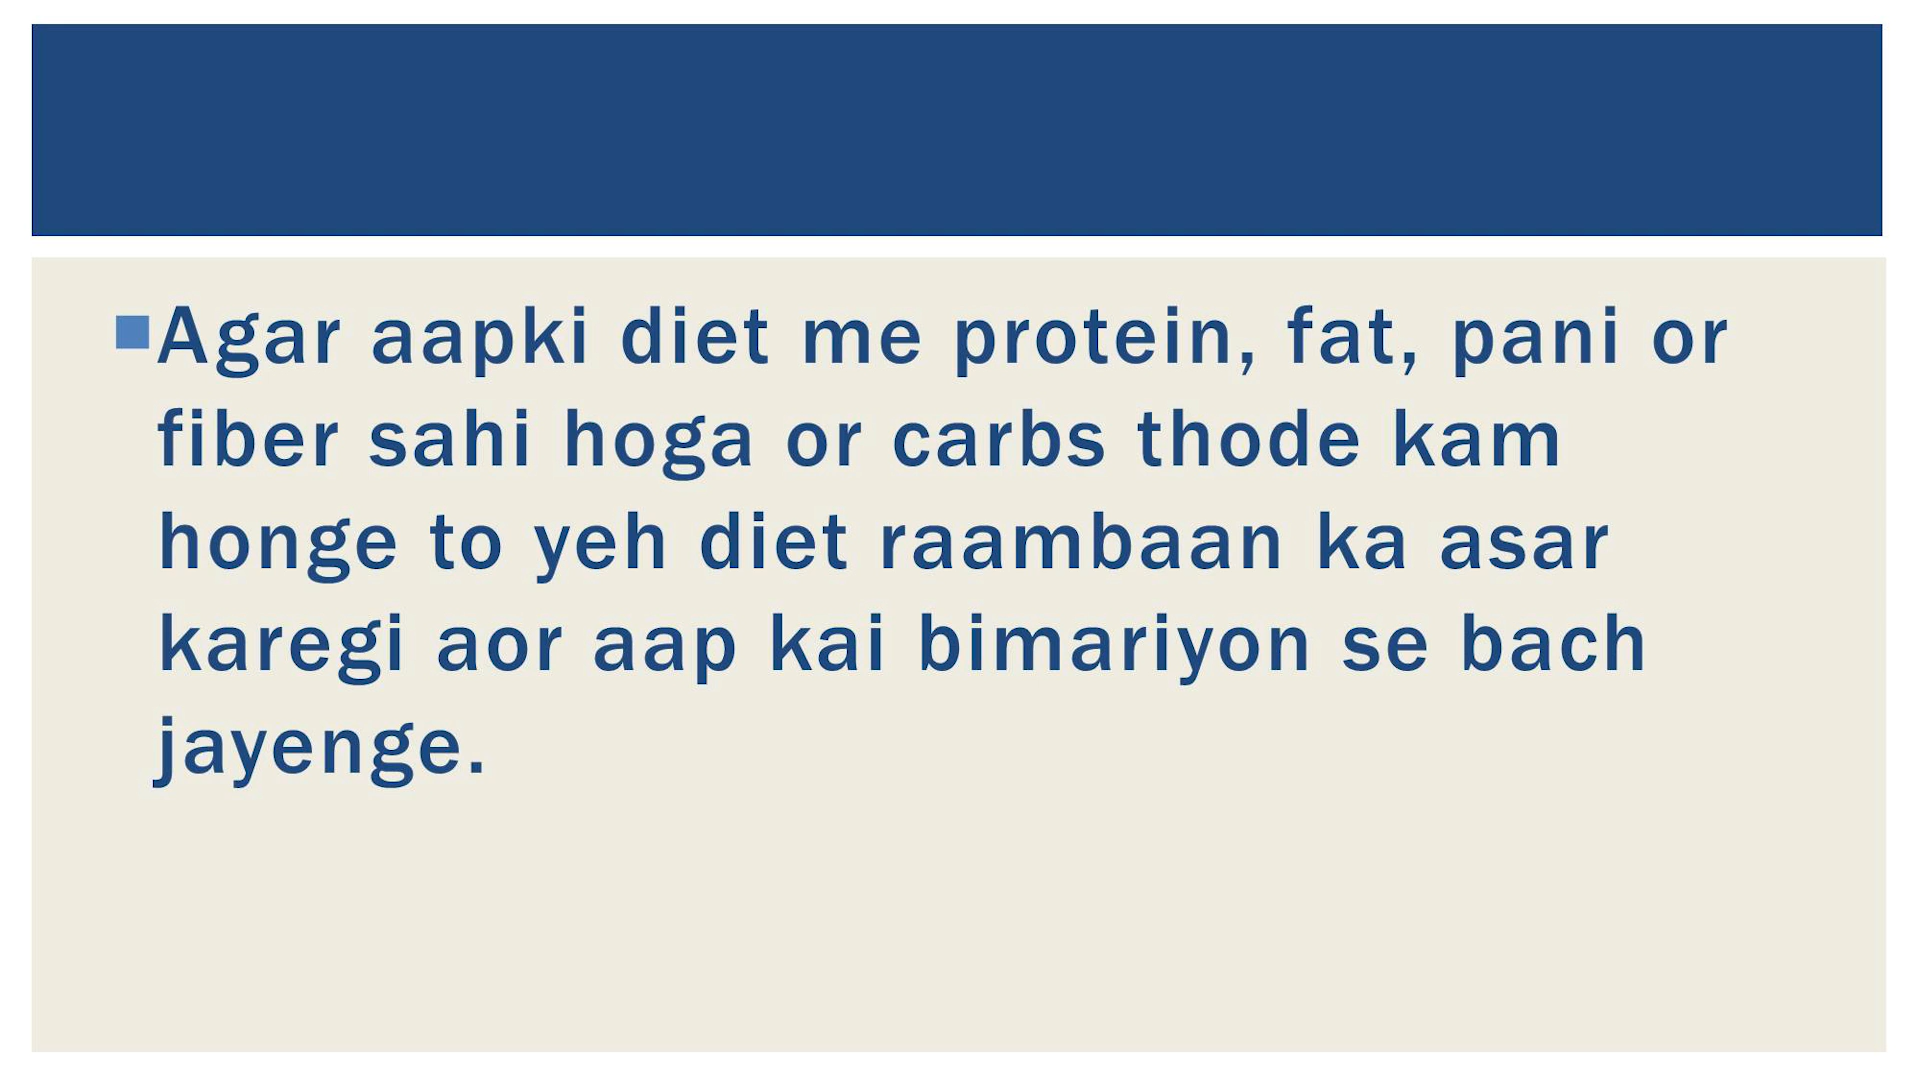 Agar aapki diet me protein, fat, pani or
fiber sahi hoga or carbs thode kam
honge to yeh diet raambaan ka asar
karegi aor aap kai bimariyon se bach
jayenge.